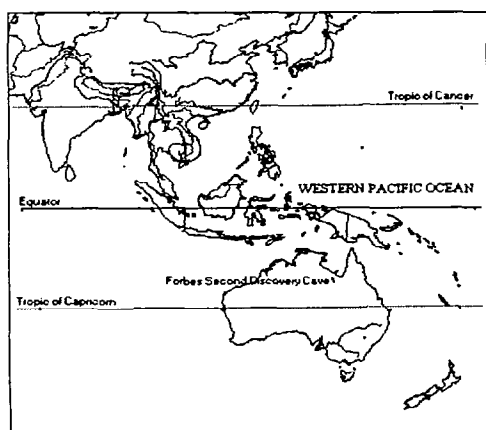 Tropic of Cancer
WESTERN PACIFIC OCEAN
Equator
Forbes Second Discovery Cave
Tropic of Capricorn